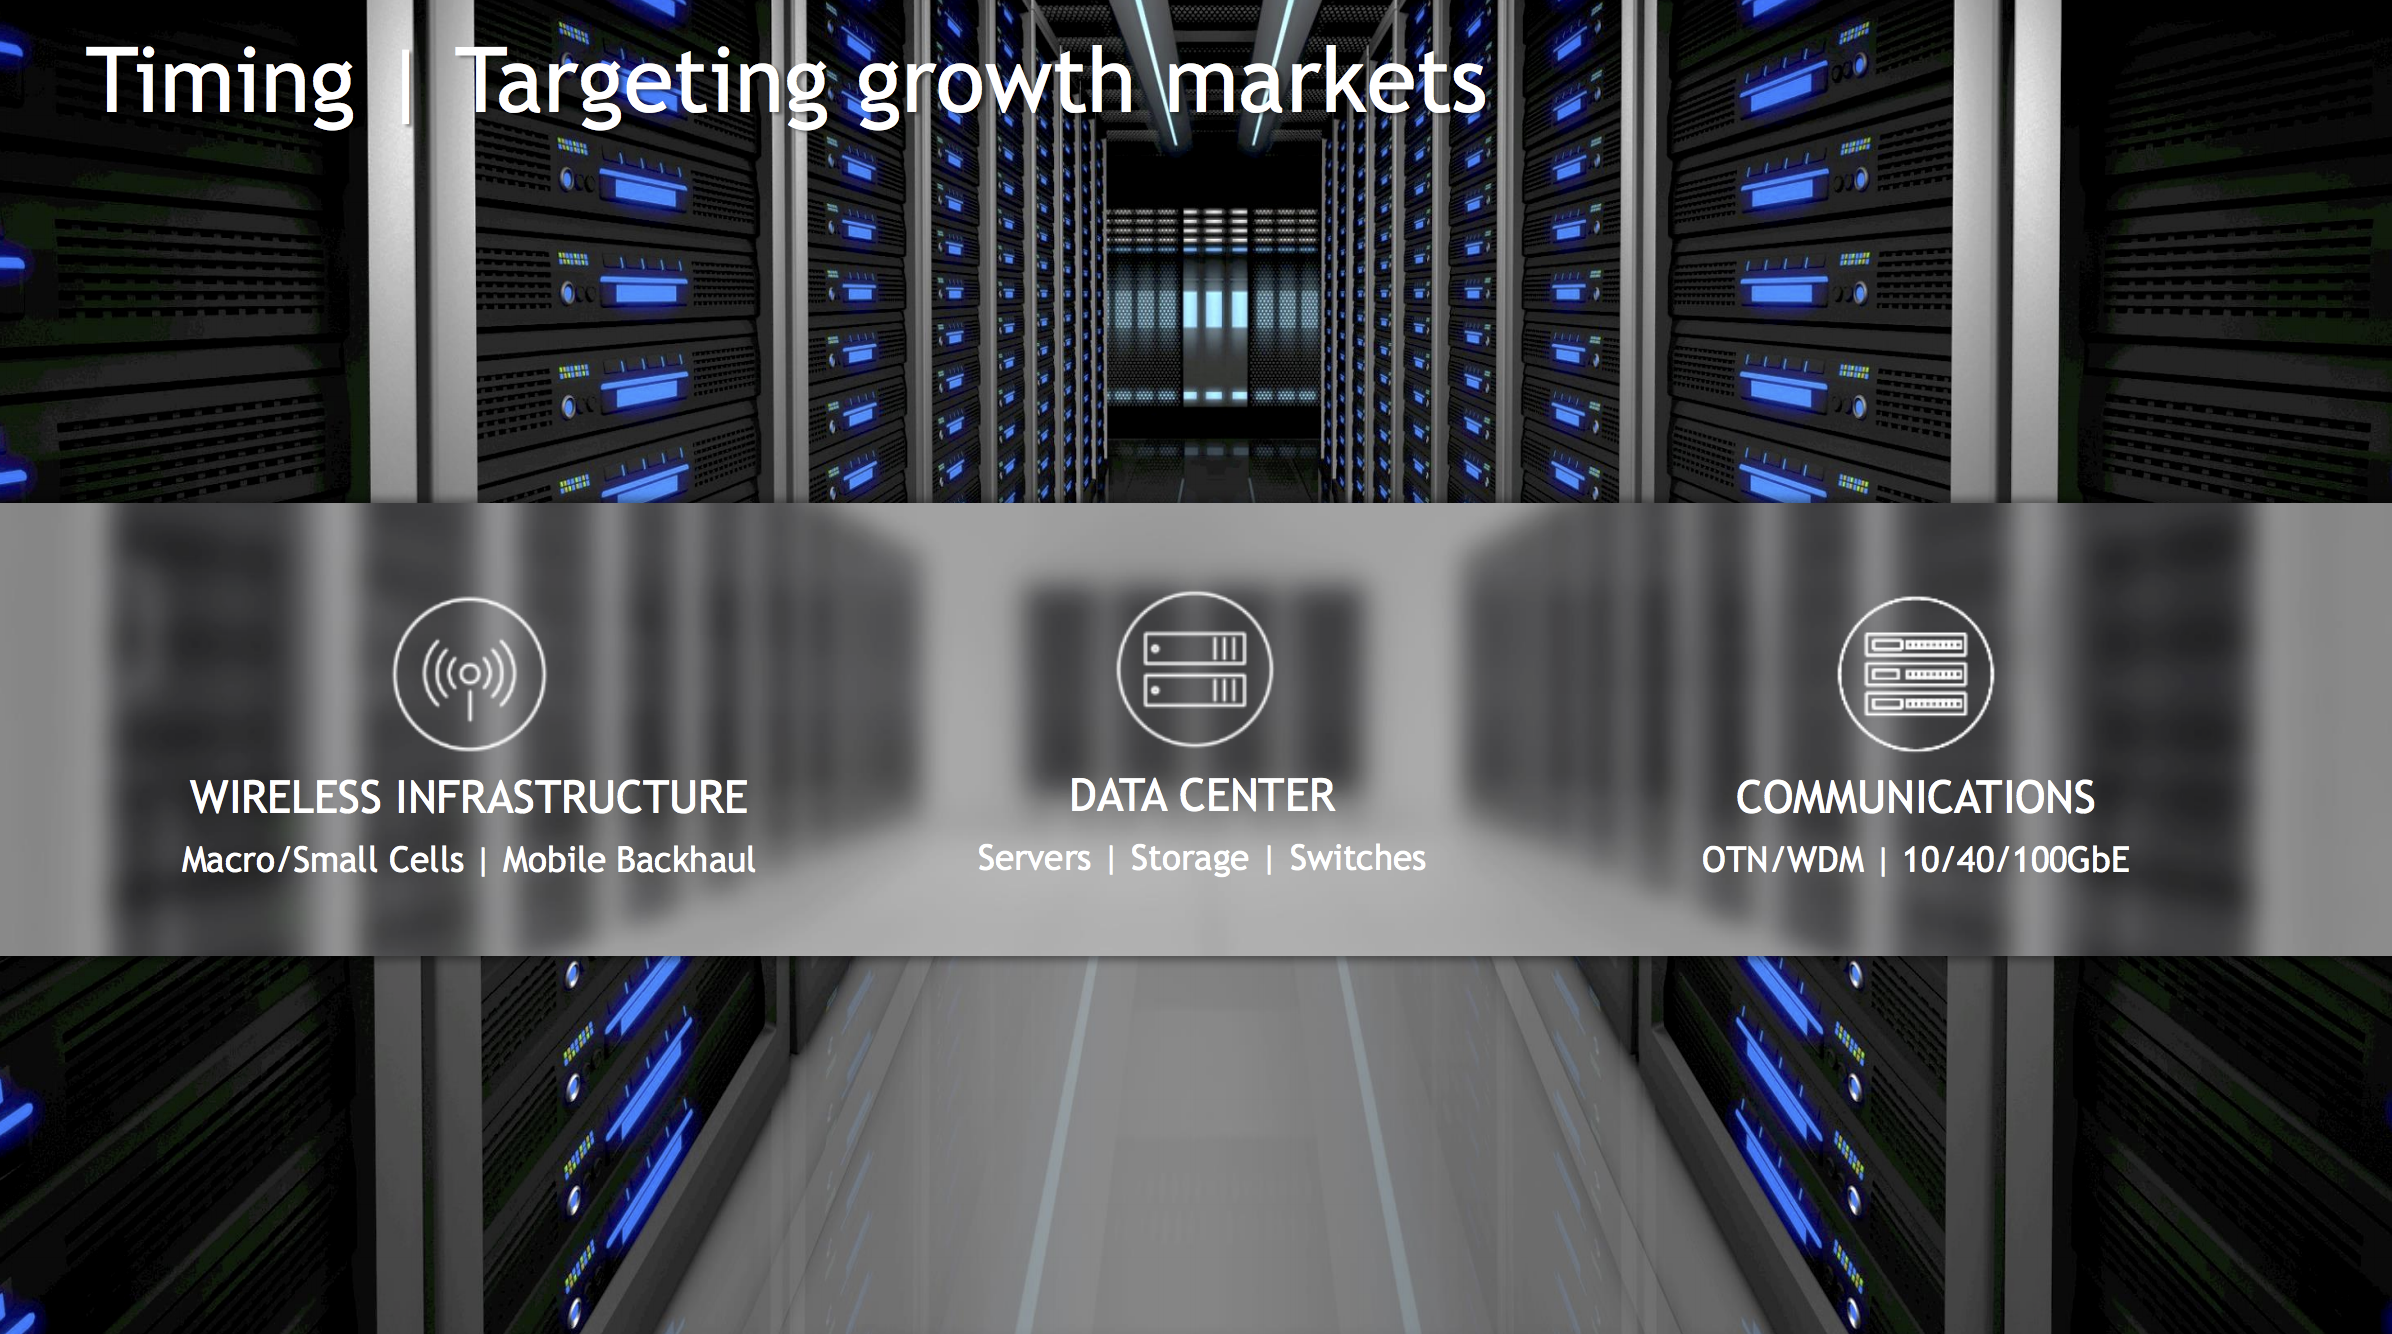 Timing | Targeting growth markets
WIRELESS INFRASTRUCTURE
Macro/Small Cells | Mobile Backhaul
DATA CENTER
Servers | Storage | Switches
COMMUNICATIONS
OTN/WDM | 10/40/100GbE